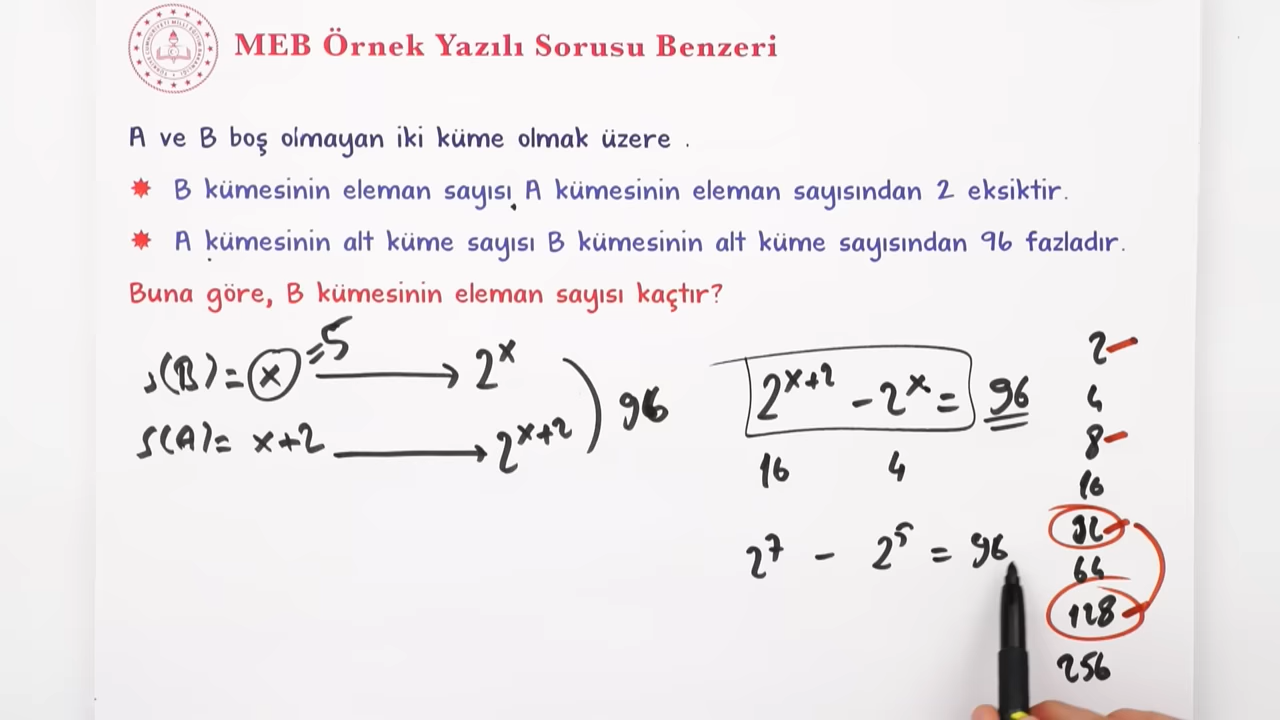 MEB Örnek Yazılı Sorusu Benzeri
A ve B boş olmayan iki küme olmak üzere .
B kümesinin eleman sayısı A kümesinin eleman sayısından 2 eksiktir.
A kümesinin alt küme sayısı B kümesinin alt küme sayısından 96 fazladır.
Buna göre, B kümesinin eleman sayısı kaçtır?
s(B) = x = 5 → 2^x
s(A) = x+2 → 2^(x+2)
) 96
2^(x+2) - 2^x = 96
16 4
2^7 - 2^5 = 96
2
4
8
16
32
64
128
256